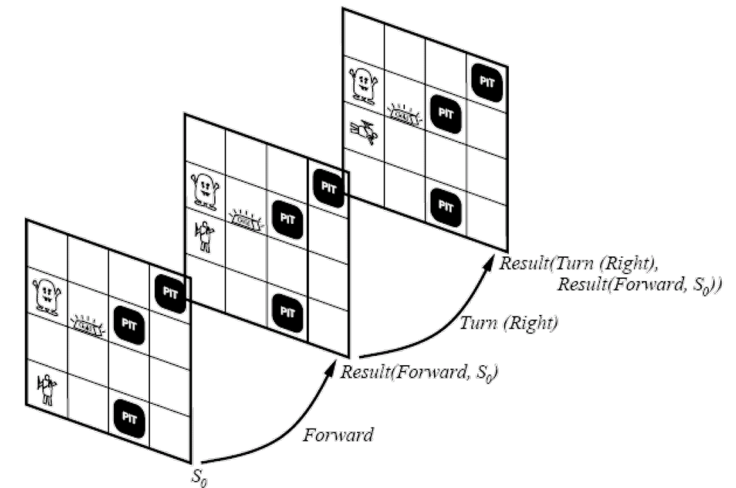 PIT
PIT
PIT
Result(Turn (Right),
Result(Forward, S0))
Turn (Right)
PIT
PIT
PIT
Result(Forward, S0)
Forward
PIT
PIT
PIT
S0